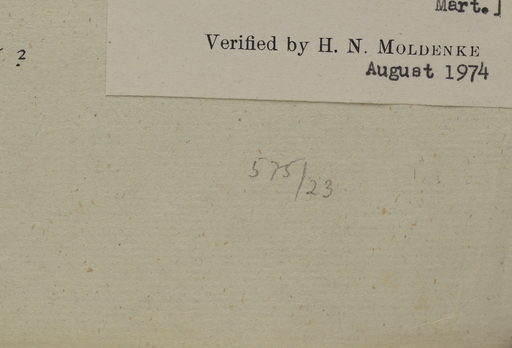 Mart.]
Verified by H. N. MOLDENKE
? 
August 1974
575/23